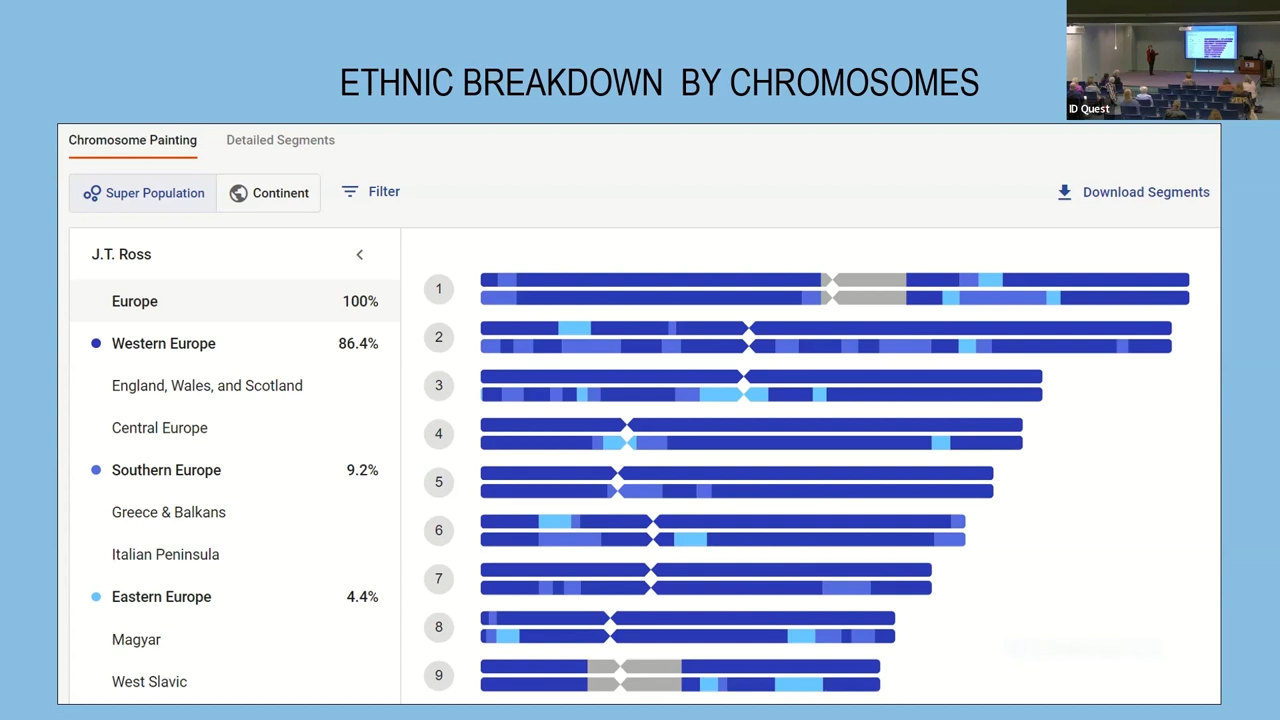 ETHNIC BREAKDOWN BY CHROMOSOMES
ID Quest
Chromosome Painting
Detailed Segments
Super Population
Continent
Filter
Download Segments
J.T. Ross
Europe 100%
Western Europe 86.4%
England, Wales, and Scotland
Central Europe
Southern Europe 9.2%
Greece & Balkans
Italian Peninsula
Eastern Europe 4.4%
Magyar
West Slavic
1
2
3
4
5
6
7
8
9